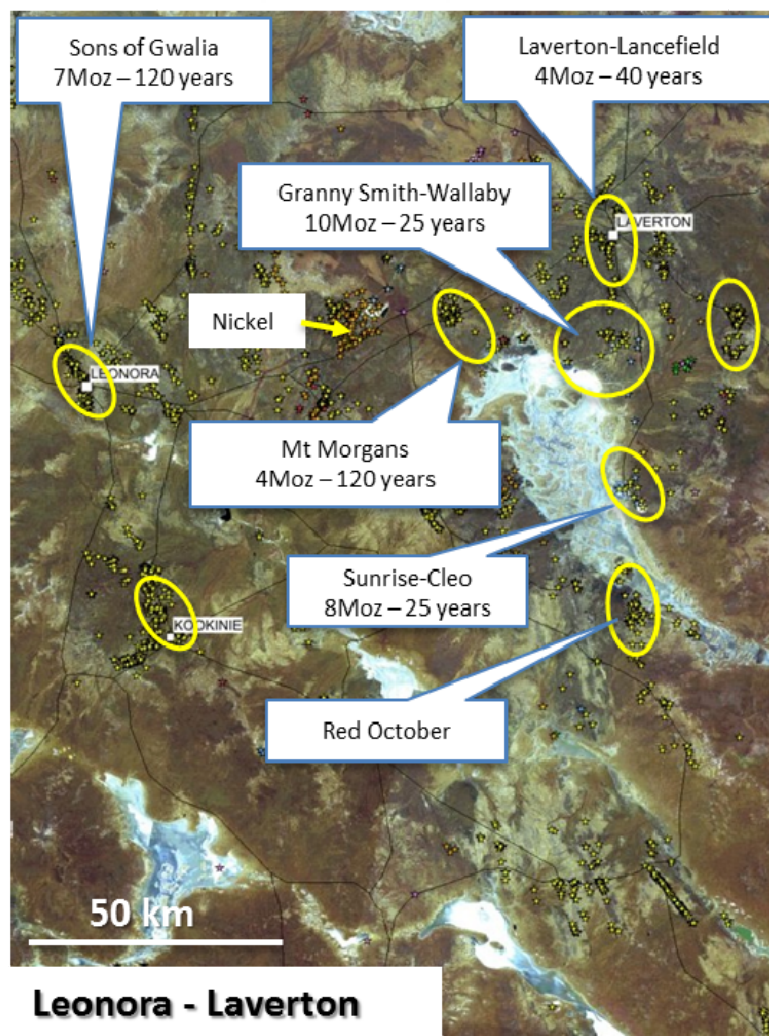 Sons of Gwalia
7Moz – 120 years
Laverton-Lancefield
4Moz – 40 years
Granny Smith-Wallaby
10Moz – 25 years
LAVERTON
Nickel
LEONORA
Mt Morgans
4Moz – 120 years
Sunrise-Cleo
8Moz – 25 years
KOOKINIE
Red October
50 km
Leonora - Laverton